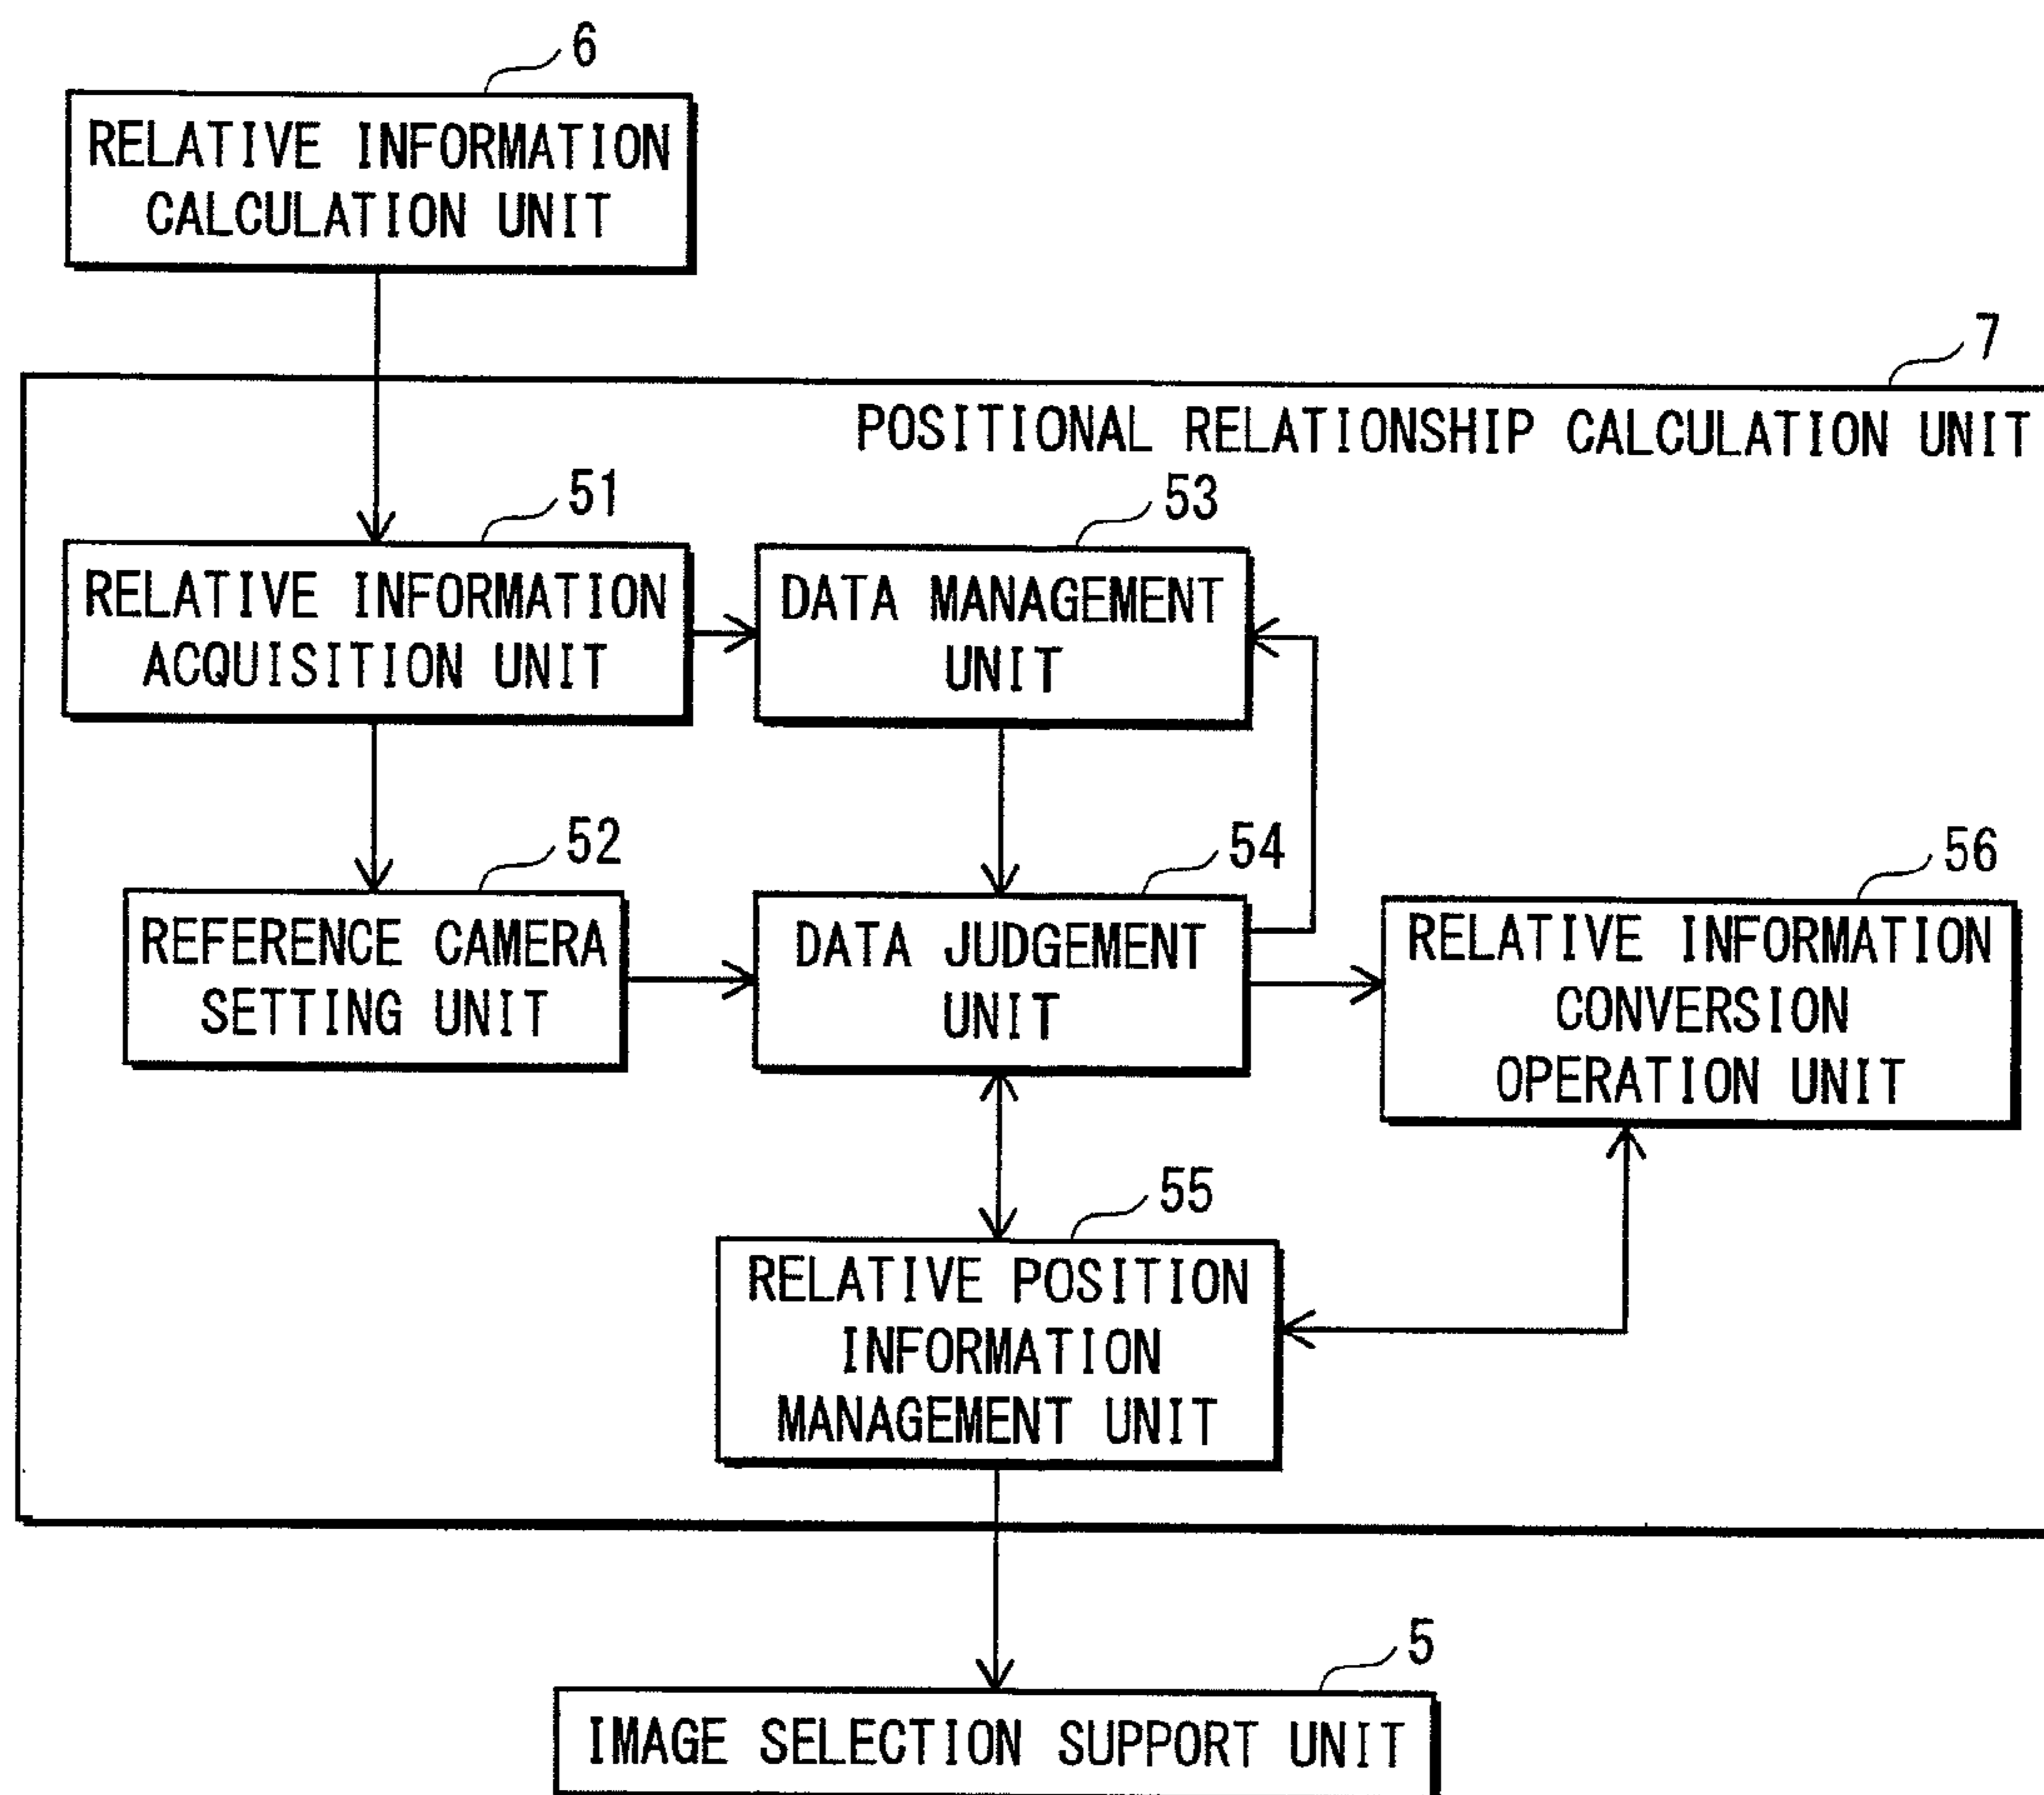 6
RELATIVE INFORMATION
CALCULATION UNIT
7
POSITIONAL RELATIONSHIP CALCULATION UNIT
51
RELATIVE INFORMATION
ACQUISITION UNIT
53
DATA MANAGEMENT
UNIT
52
REFERENCE CAMERA
SETTING UNIT
54
DATA JUDGEMENT
UNIT
56
RELATIVE INFORMATION
CONVERSION
OPERATION UNIT
55
RELATIVE POSITION
INFORMATION
MANAGEMENT UNIT
5
IMAGE SELECTION SUPPORT UNIT